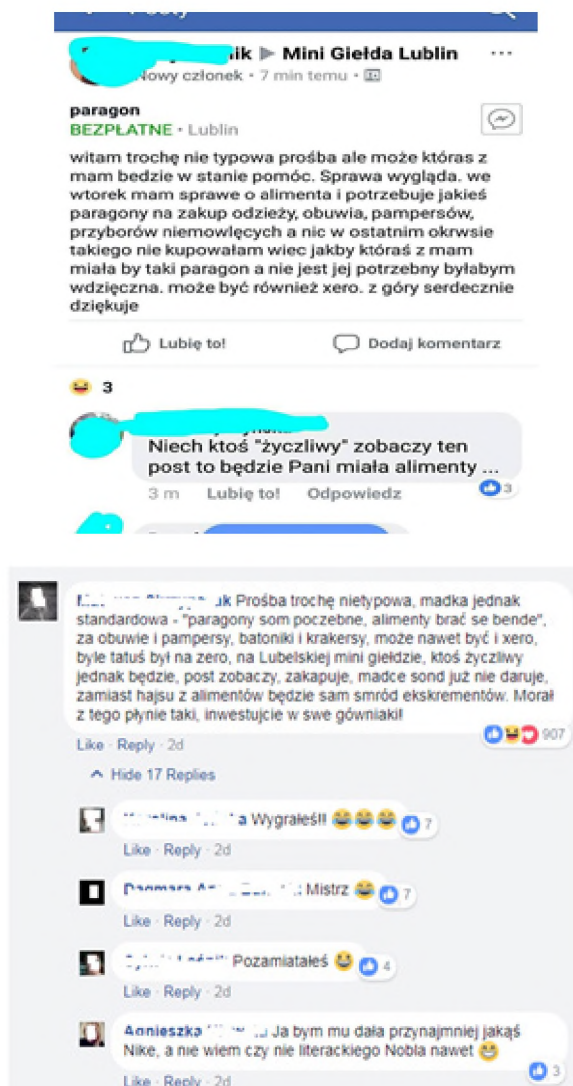 Mini Giełda Lublin
Nowy członek • 7 min temu •
paragon
BEZPŁATNE • Lublin
witam trochę nie typowa prośba ale może któras z
mam bedzie w stanie pomóc. Sprawa wygląda. we
wtorek mam sprawe o alimenta i potrzebuje jakieś
paragony na zakup odzieży, obuwia, pampersów,
przyborów niemowlęcych a nic w ostatnim okrwsie
takiego nie kupowałam wiec jakby któraś z mam
miała by taki paragon a nie jest jej potrzebny byłabym
wdzięczna. może być również xero. z góry serdecznie
dziękuje
Lubię to! Dodaj komentarz
3
Niech ktoś "życzliwy" zobaczy ten
post to będzie Pani miała alimenty ...
3 m Lubię to! Odpowiedz 3
Prośba trochę nietypowa, madka jednak
standardowa - "paragony som poczebne, alimenty brać se bende",
za obuwie i pampersy, batoniki i krakersy, może nawet być i xero,
byle tatuś był na zero, na Lubelskiej mini giełdzie, ktoś życzliwy
jednak będzie, post zobaczy, zakapuje, madce sond już nie daruje,
zamiast hajsu z alimentów będzie sam smród ekskrementów. Morał
z tego płynie taki, inwestujcie w swe gówniaki!
907
Like · Reply · 2d
Hide 17 Replies
Wygrałeś!! 7
Like · Reply · 2d
Mistrz 7
Like · Reply · 2d
Pozamiatałeś 4
Like · Reply · 2d
Agnieszka Ja bym mu dała przynajmniej jakąś
Nike, a nie wiem czy nie literackiego Nobla nawet
3
Like · Reply · 2d